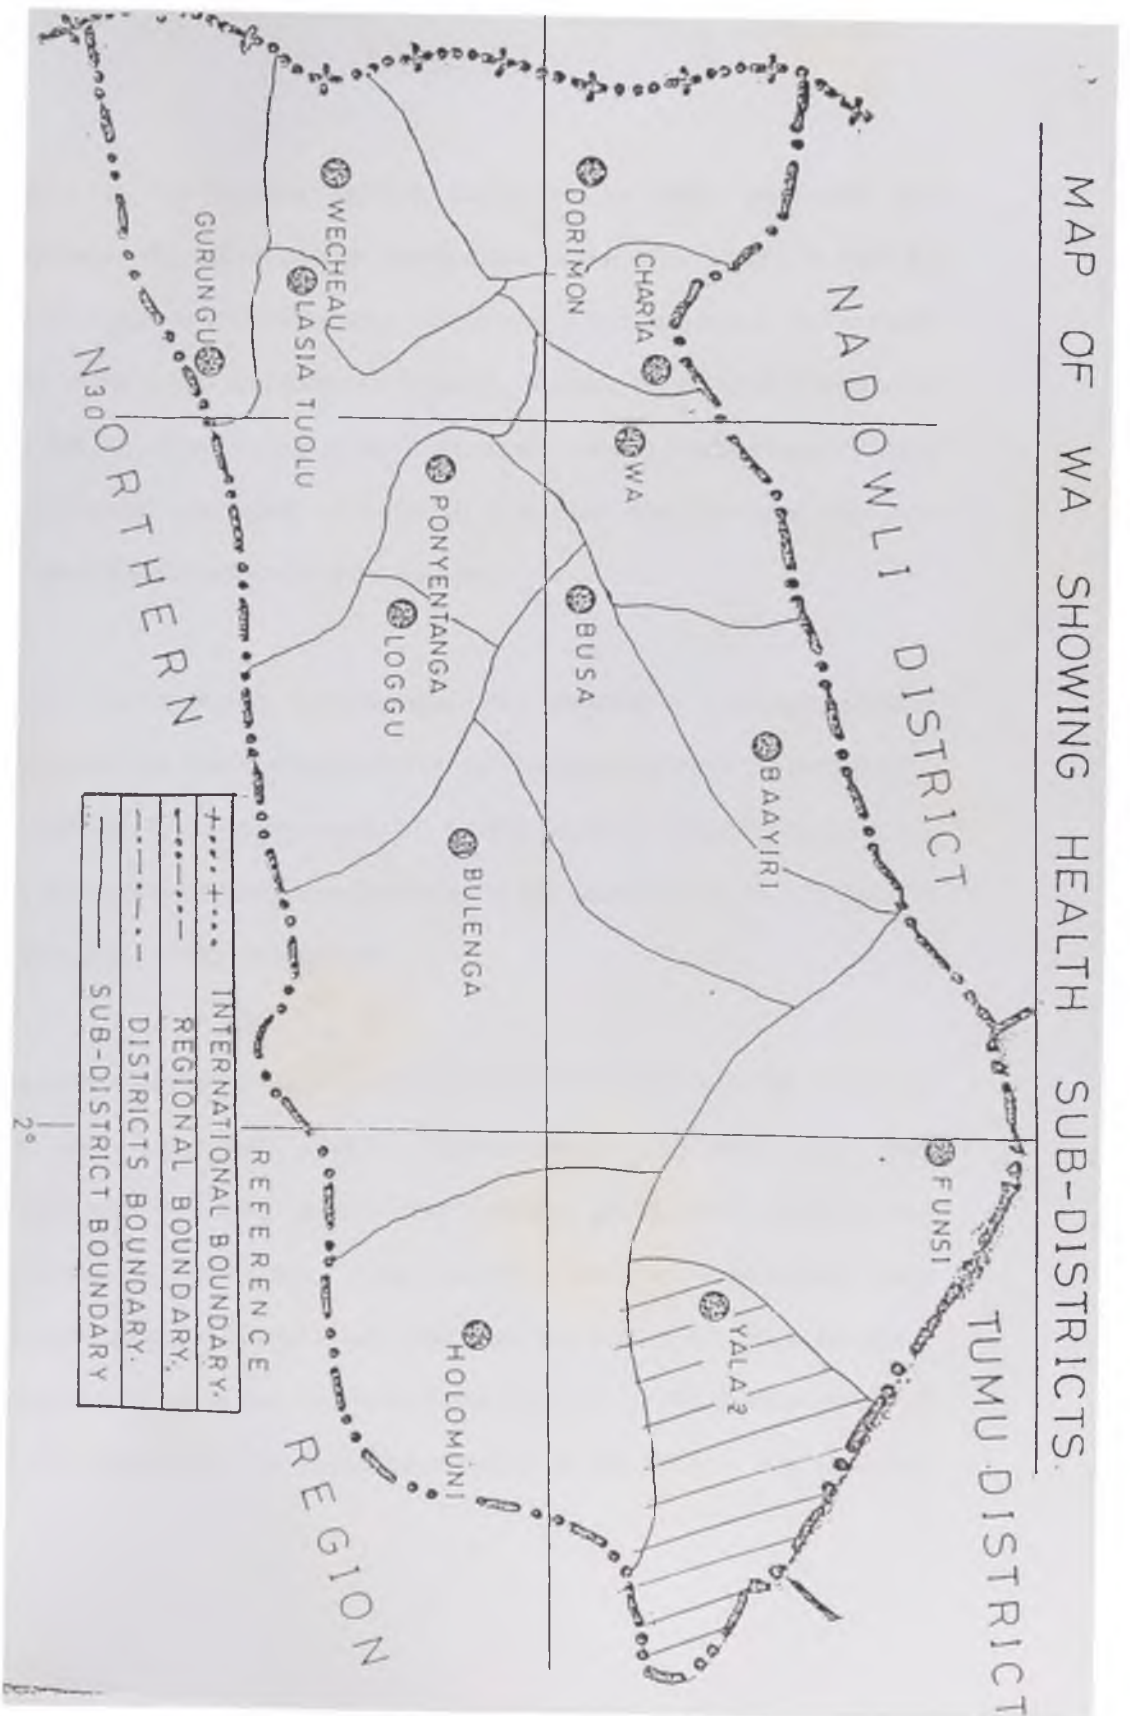 MAP OF WA SHOWING HEALTH SUB-DISTRICTS.
NADOWLI DISTRICT
TUMU DISTRICT
FUNSI
BAAYIRI
YALA 2
CHARIA
WA
DORIMON
BUSA
WECHEAU
LASIA TUOLU
PONYENTANGA
LOGGU
BULENGA
HOLOMUNI
GURUNGU
N30
NORTHERN
REGION
REFERENCE
INTERNATIONAL BOUNDARY.
REGIONAL BOUNDARY.
DISTRICTS BOUNDARY.
SUB-DISTRICT BOUNDARY
2°